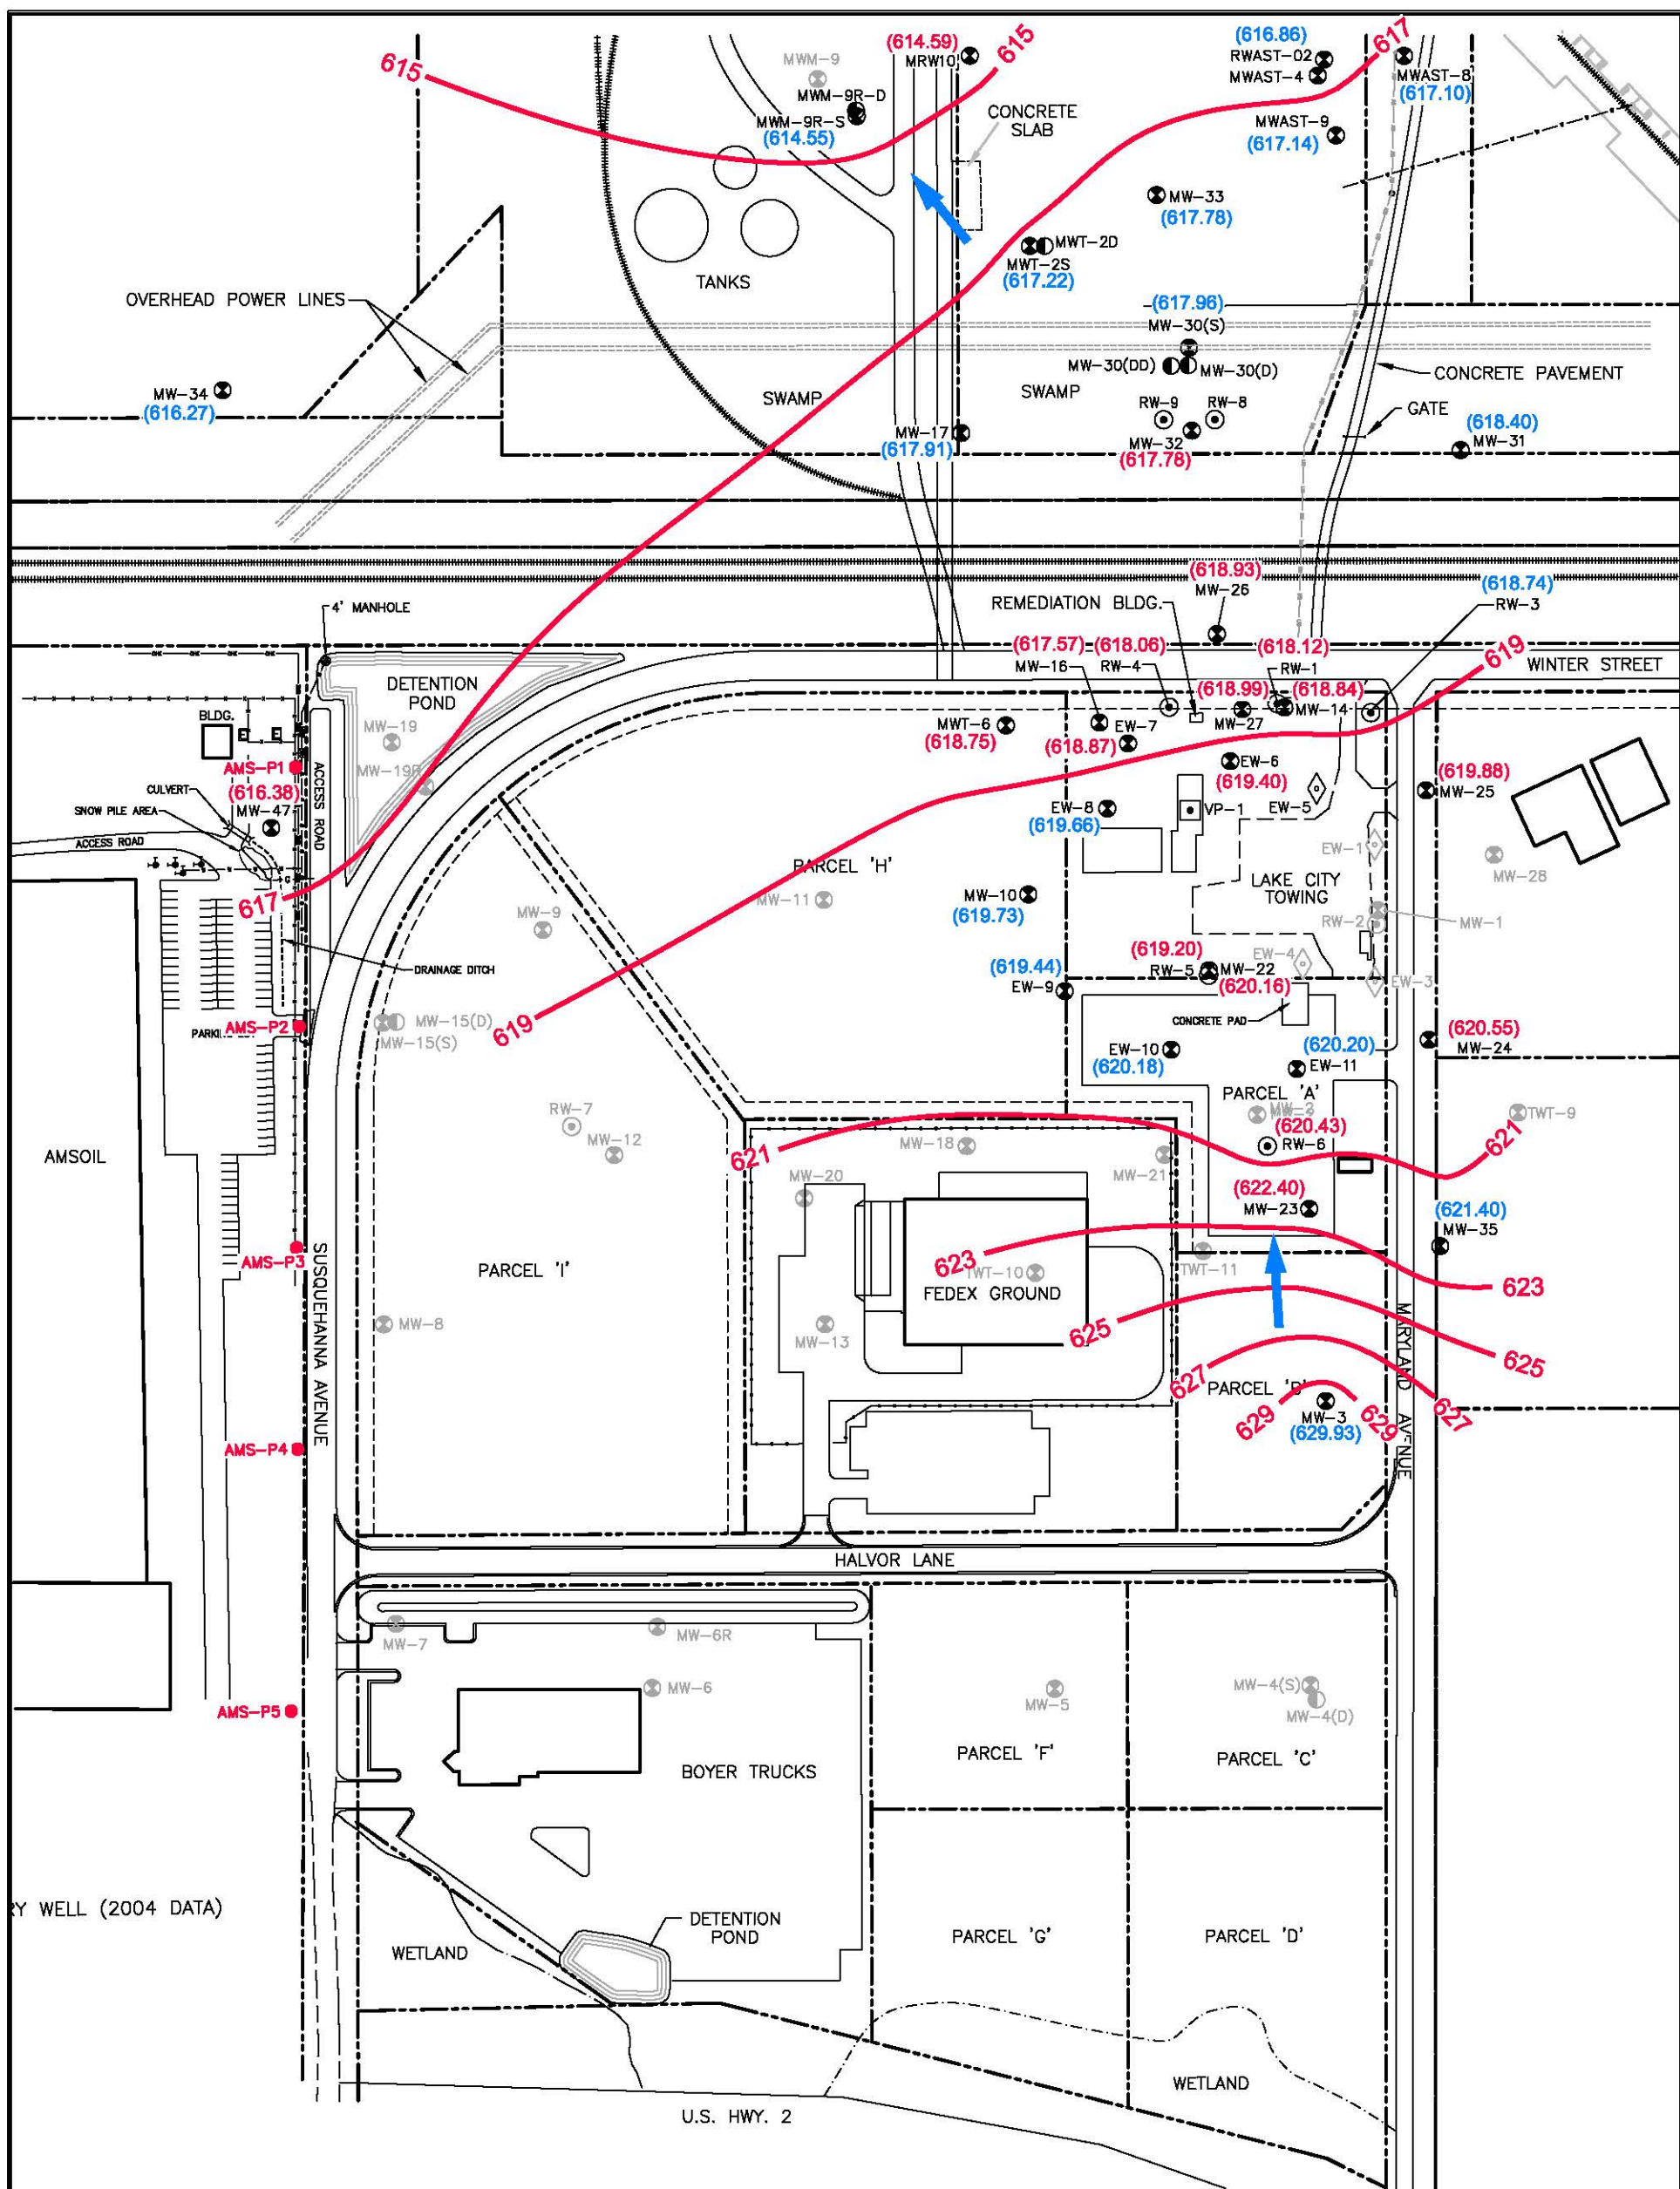 615
MWM-9
(614.59)
MRW10
615
(616.86)
RWAST-02
MWAST-4
617
MWAST-8
(617.10)
MWM-9R-D
MWM-9R-S
(614.55)
CONCRETE
SLAB
MWAST-9
(617.14)
MW-33
(617.78)
MWT-2D
MWT-2S
(617.22)
TANKS
OVERHEAD POWER LINES
(617.96)
MW-30(S)
MW-30(DD)
MW-30(D)
CONCRETE PAVEMENT
MW-34
(616.27)
SWAMP
SWAMP
RW-9
RW-8
GATE
MW-17
(617.91)
MW-32
(617.78)
(618.40)
MW-31
(618.93)
MW-26
(618.74)
RW-3
4' MANHOLE
REMEDIATION BLDG.
(617.57)
(618.06)
(618.12)
MW-16
RW-4
RW-1
619
WINTER STREET
DETENTION
POND
(618.99)
(618.84)
MW-27
MW-14
BLDG.
E
E
MW-19
MWT-6
(618.75)
EW-7
(618.87)
AMS-P1
ACCESS ROAD
MW-19R
EW-6
(619.40)
(619.88)
MW-25
CULVERT
(616.38)
MW-47
SNOW PILE AREA
ACCESS ROAD
EW-8
(619.66)
VP-1
EW-5
EW-1
MW-28
PARCEL 'H'
LAKE CITY
TOWING
617
MW-9
MW-11
MW-10
(619.73)
RW-2
MW-1
DRAINAGE DITCH
(619.44)
EW-9
(619.20)
RW-5
MW-22
(620.16)
EW-4
EW-3
AMS-P2
MW-15(D)
MW-15(S)
619
CONCRETE PAD
EW-10
(620.18)
(620.20)
EW-11
(620.55)
MW-24
PARCEL 'A'
RW-7
MW-12
MW-2
(620.43)
RW-6
TWT-9
AMSOIL
621
MW-18
MW-21
621
MW-20
(622.40)
MW-23
(621.40)
MW-35
AMS-P3
SUSQUEHANNA AVENUE
PARCEL 'I'
623
TWT-10
FEDEX GROUND
TWT-11
623
MW-8
MW-13
625
625
MARYLAND AVENUE
627
PARCEL 'B'
629
MW-3
(629.93)
629
627
AMS-P4
HALVOR LANE
MW-7
MW-6R
MW-6
MW-5
MW-4(S)
MW-4(D)
AMS-P5
BOYER TRUCKS
PARCEL 'F'
PARCEL 'C'
RY WELL (2004 DATA)
WETLAND
DETENTION
POND
PARCEL 'G'
PARCEL 'D'
WETLAND
U.S. HWY. 2